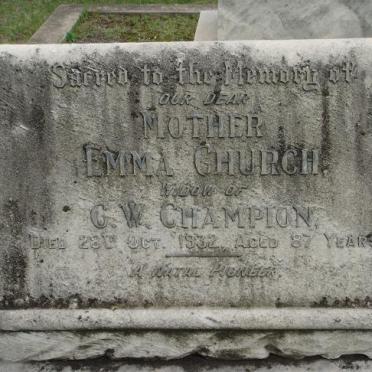 Sacred to the Memory of
OUR DEAR
MOTHER
EMMA CHURCH,
WIDOW OF
G. W. CHAMPION,
DIED 28TH OCT. 1932, AGED 87 YEARS
A NATAL PIONEER.